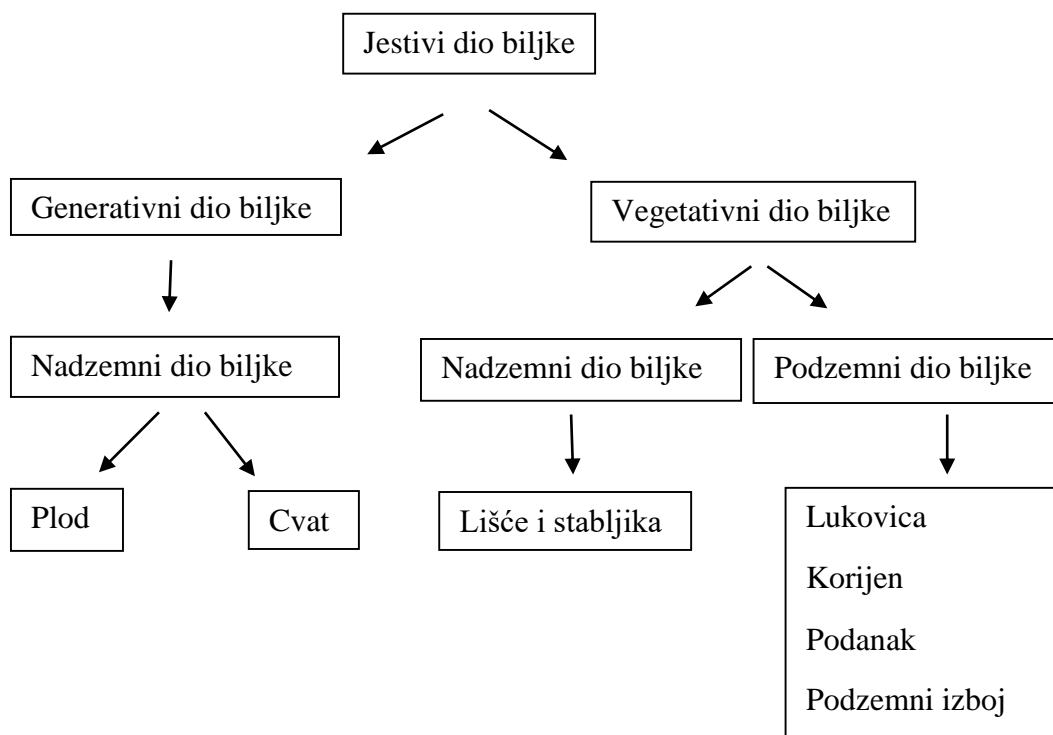 Jestivi dio biljke
Generativni dio biljke
Vegetativni dio biljke
Nadzemni dio biljke
Nadzemni dio biljke
Podzemni dio biljke
Plod
Cvat
Lišće i stabljika
Lukovica
Korijen
Podanak
Podzemni izboj